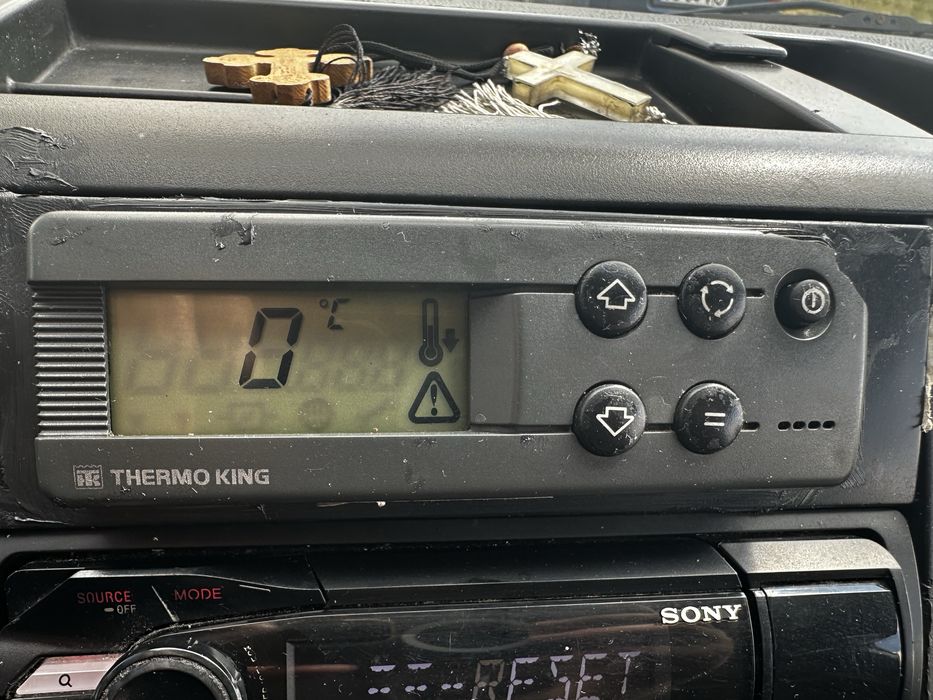 0 °C
THERMO KING
SOURCE
OFF
MODE
SONY
RESET